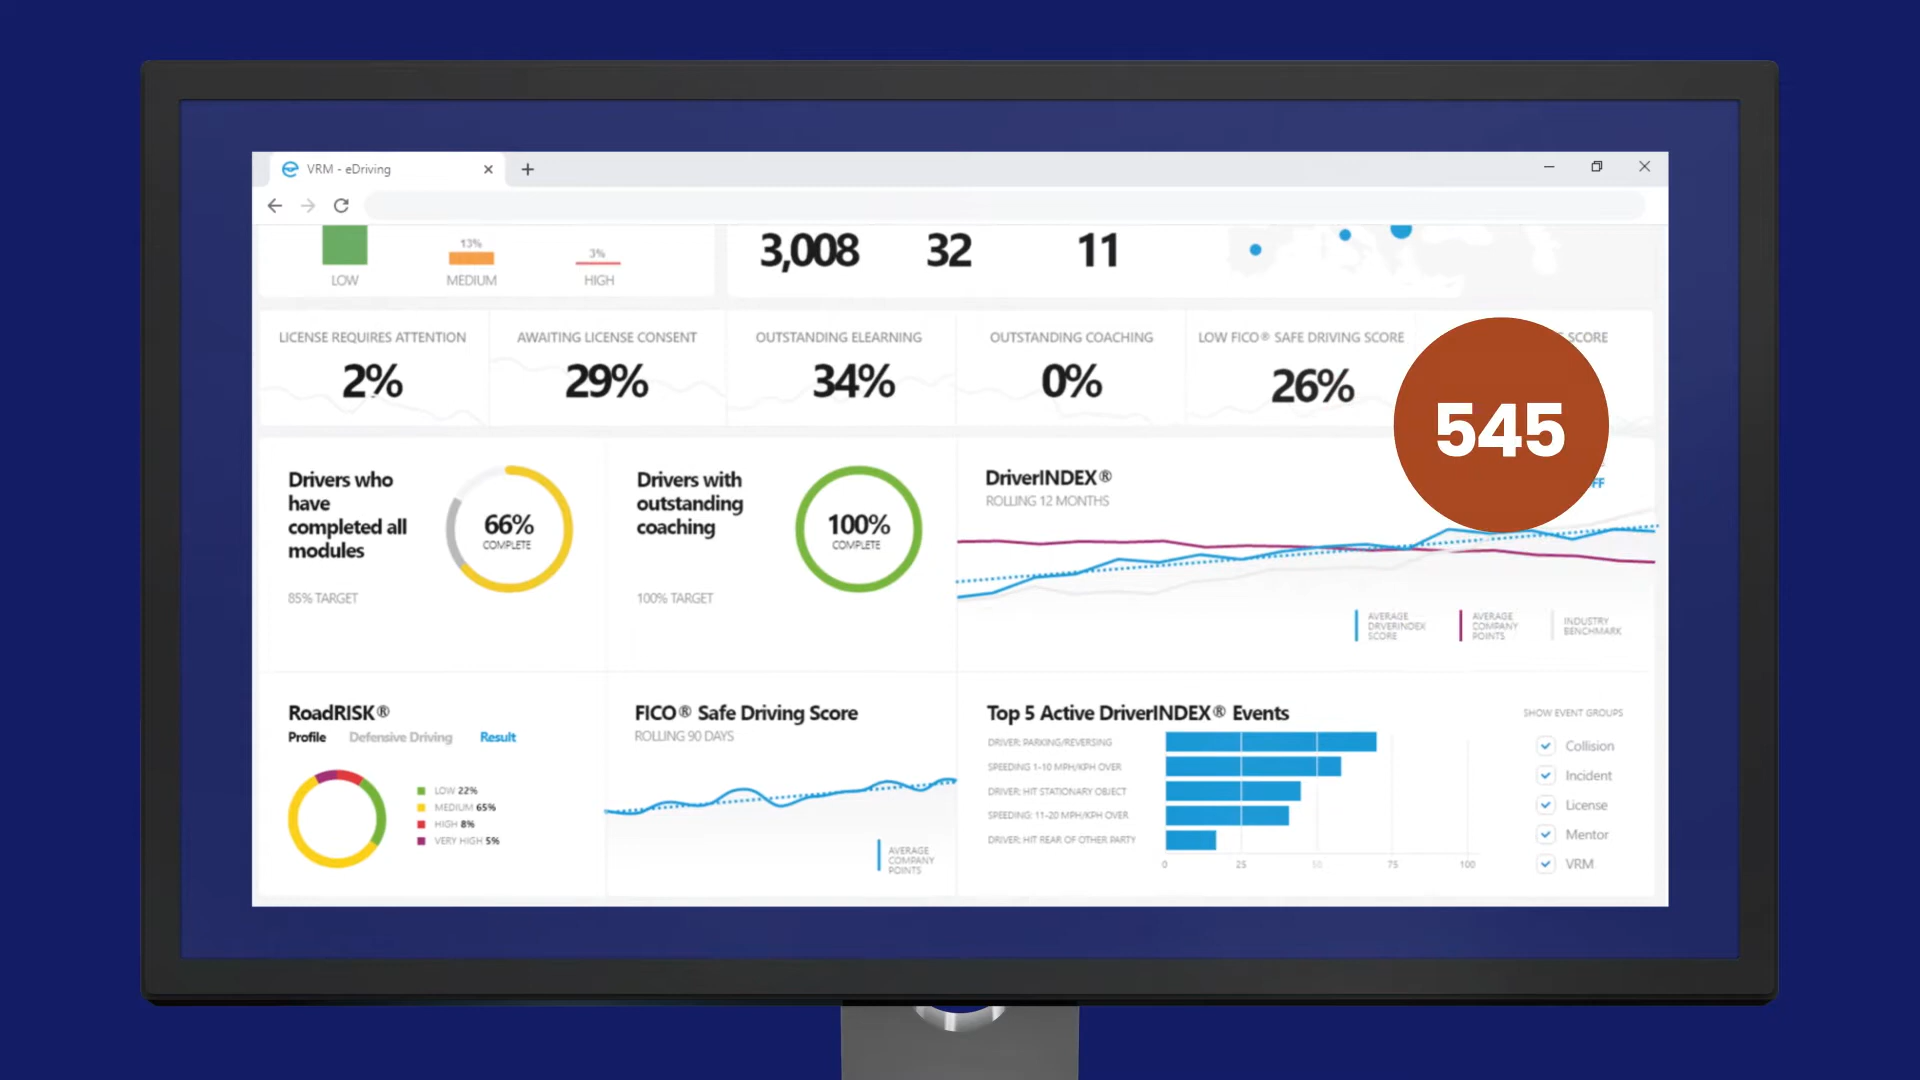 VRM - eDriving
13%
3%
LOW
MEDIUM
HIGH
3,008
32
11
LICENSE REQUIRES ATTENTION
2%
AWAITING LICENSE CONSENT
29%
OUTSTANDING ELEARNING
34%
OUTSTANDING COACHING
0%
LOW FICO® SAFE DRIVING SCORE
26%
SCORE
545
Drivers who
have
completed all
modules
66%
COMPLETE
85% TARGET
Drivers with
outstanding
coaching
100%
COMPLETE
100% TARGET
DriverINDEX®
ROLLING 12 MONTHS
FF
AVERAGE
DRVERINDEX
SCORE
AVERAGE
COMPANY
POINTS
INDUSTRY
BENCHMARK
RoadRISK®
Profile Defensive Driving Result
LOW 22%
MEDIUM 65%
HIGH 8%
VERY HIGH 5%
FICO® Safe Driving Score
ROLLING 90 DAYS
AVERAGE
COMPANY
POINTS
Top 5 Active DriverINDEX® Events
DRIVER: PARKING/REVERSING
SPEEDING 1-10 MPH/KPH OVER
DRIVER: HIT STATIONARY OBJECT
SPEEDING: 11-20 MPH/KPH OVER
DRIVER: HIT REAR OF OTHER PARTY
0 25 50 75 100
SHOW EVENT GROUPS
Collision
Incident
License
Mentor
VRM